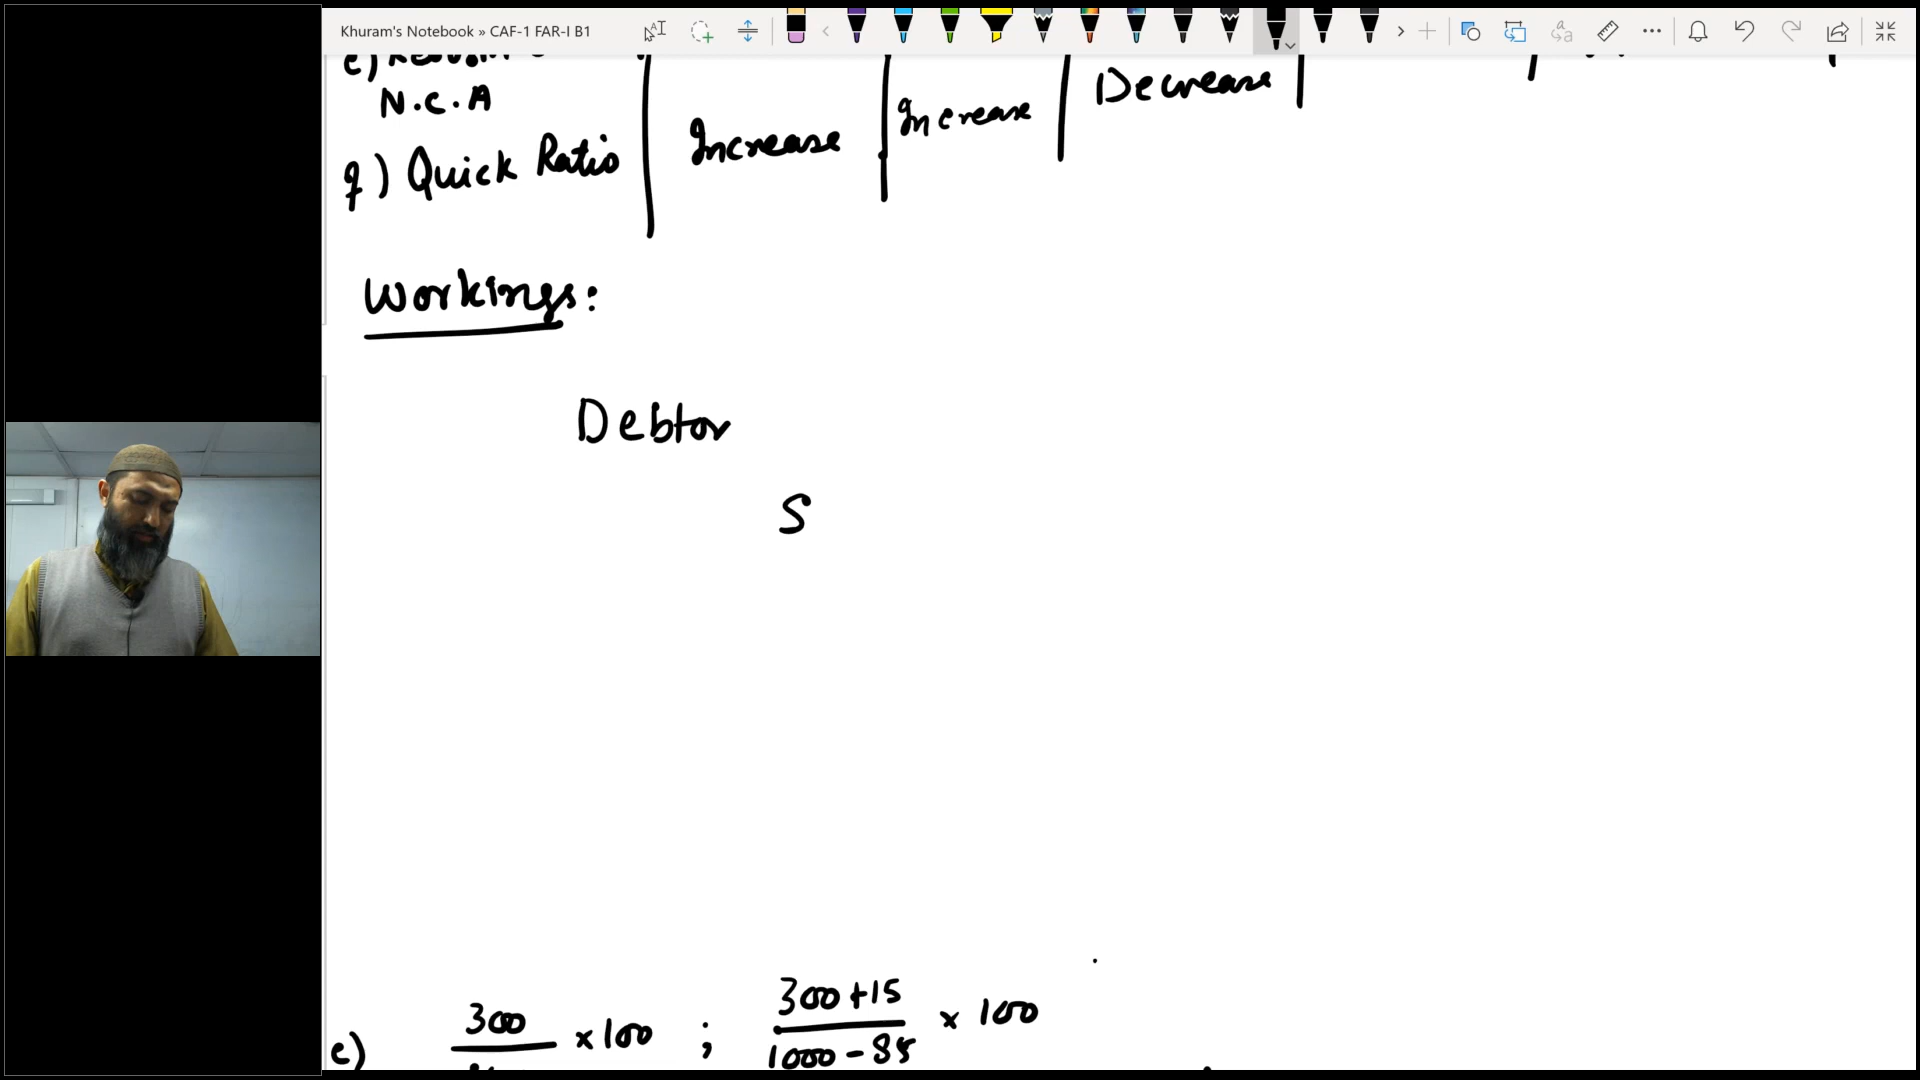 Khuram's Notebook » CAF-1 FAR-I B1
Decrease
N.C.A
Increase
Increase
f) Quick Ratio
Workings:
Debtor
S
300 300+15
e) × 100 ; × 100
1000-85